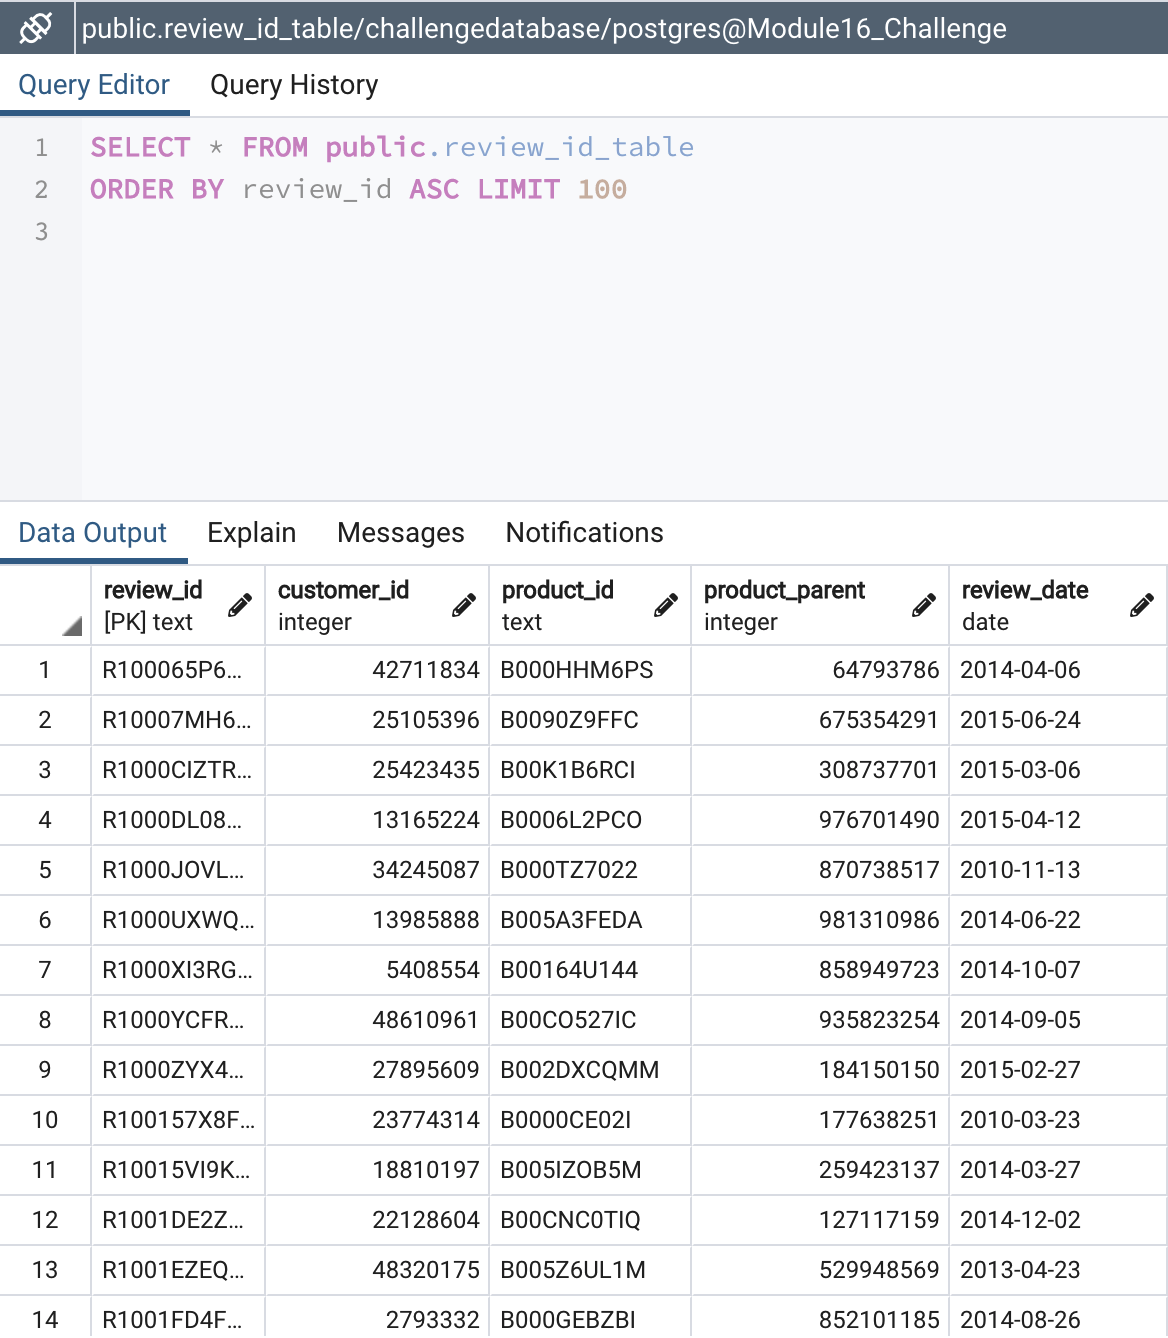 public.review_id_table/challengedatabase/postgres@Module16_Challenge
Query Editor Query History
1 SELECT * FROM public.review_id_table
2 ORDER BY review_id ASC LIMIT 100
3
Data Output Explain Messages Notifications
review_id customer_id product_id product_parent review_date
[PK] text integer text integer date
1 R100065P6... 42711834 B000HHM6PS 64793786 2014-04-06
2 R10007MH6... 25105396 B0090Z9FFC 675354291 2015-06-24
3 R1000CIZTR... 25423435 B00K1B6RCI 308737701 2015-03-06
4 R1000DL08... 13165224 B0006L2PCO 976701490 2015-04-12
5 R1000JOVL... 34245087 B000TZ7022 870738517 2010-11-13
6 R1000UXWQ... 13985888 B005A3FEDA 981310986 2014-06-22
7 R1000XI3RG... 5408554 B00164U144 858949723 2014-10-07
8 R1000YCFR... 48610961 B00CO527IC 935823254 2014-09-05
9 R1000ZYX4... 27895609 B002DXCQMM 184150150 2015-02-27
10 R100157X8F... 23774314 B0000CE02I 177638251 2010-03-23
11 R10015VI9K... 18810197 B005IZOB5M 259423137 2014-03-27
12 R1001DE2Z... 22128604 B00CNC0TIQ 127117159 2014-12-02
13 R1001EZEQ... 48320175 B005Z6UL1M 529948569 2013-04-23
14 R1001FD4F... 2793332 B000GEBZBI 852101185 2014-08-26